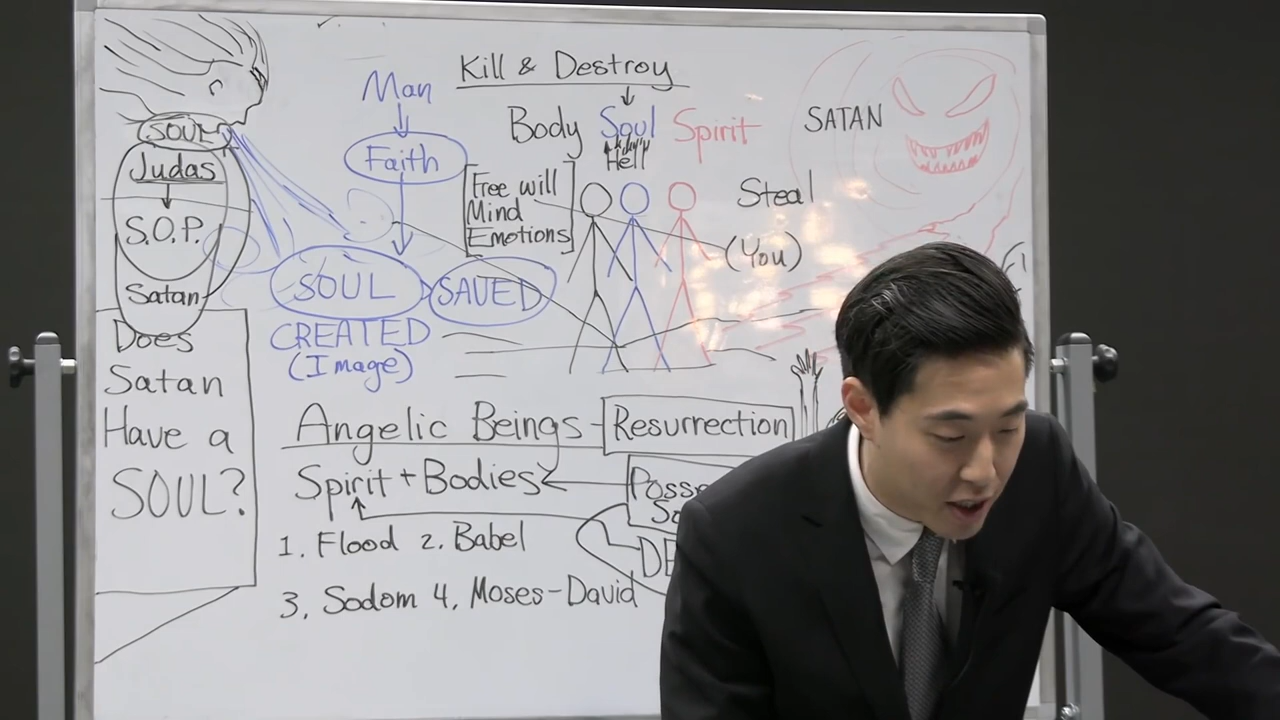 Kill & Destroy
Man
Body Soul Spirit
SATAN
SOUL
Faith
Hell
Judas
Free will
Mind
Emotions
Steal
S.O.P.
(You)
Satan
SOUL
SAVED
CREATED
(Image)
Does
Satan
Have a
SOUL?
Angelic Beings - Resurrection
Spirit + Bodies
1. Flood 2. Babel
3. Sodom 4. Moses-David